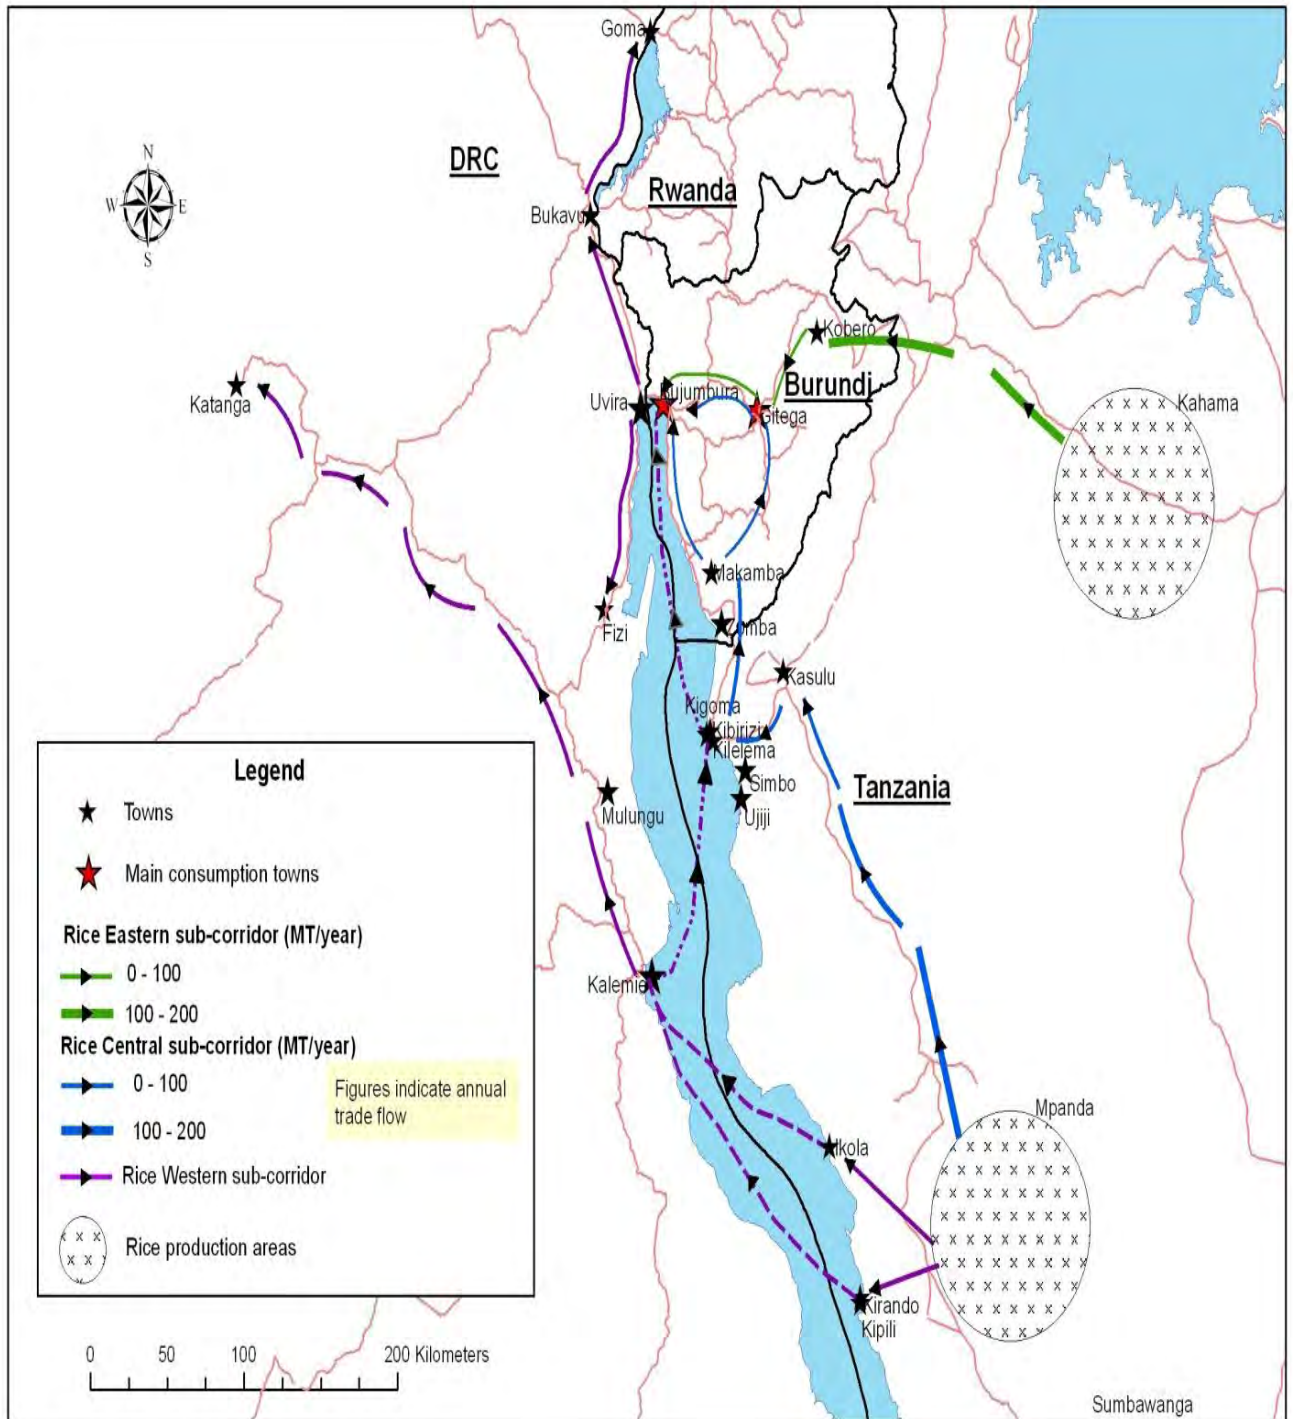 Goma
DRC
N
W
E
S
Rwanda
Bukavu
Kobero
Katanga
Uvira
Bujumbura
Burundi
Gitega
Kahama
Makamba
Fizi
Kasulu
Kigoma
Kibirizi
Kilelema
Simbo
Ujiji
Tanzania
Mulungu
Kalemie
Mpanda
Ikola
Kirando
Kipili
Sumbawanga
Legend
Towns
Main consumption towns
Rice Eastern sub-corridor (MT/year)
0 - 100
100 - 200
Rice Central sub-corridor (MT/year)
0 - 100
100 - 200
Figures indicate annual
trade flow
Rice Western sub-corridor
Rice production areas
0 50 100 200 Kilometers